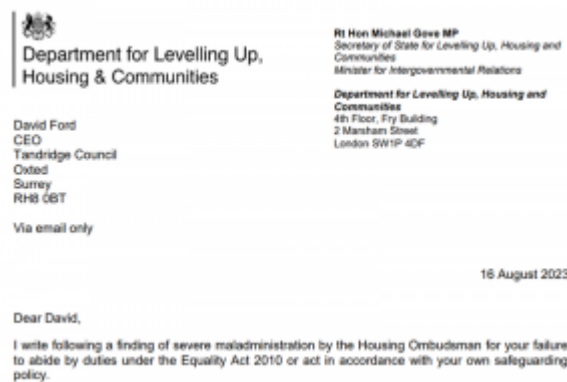 Department for Levelling Up,
Housing & Communities
Rt Hon Michael Gove MP
Secretary of State for Levelling Up, Housing and
Communities
Minister for Intergovernmental Relations
Department for Levelling Up, Housing and
Communities
4th Floor, Fry Building
2 Marsham Street
London SW1P 4DF
David Ford
CEO
Tandridge Council
Oxted
Surrey
RH8 0BT
Via email only
16 August 2023
Dear David,
I write following a finding of severe maladministration by the Housing Ombudsman for your failure
to abide by duties under the Equality Act 2010 or act in accordance with your own safeguarding
policy.